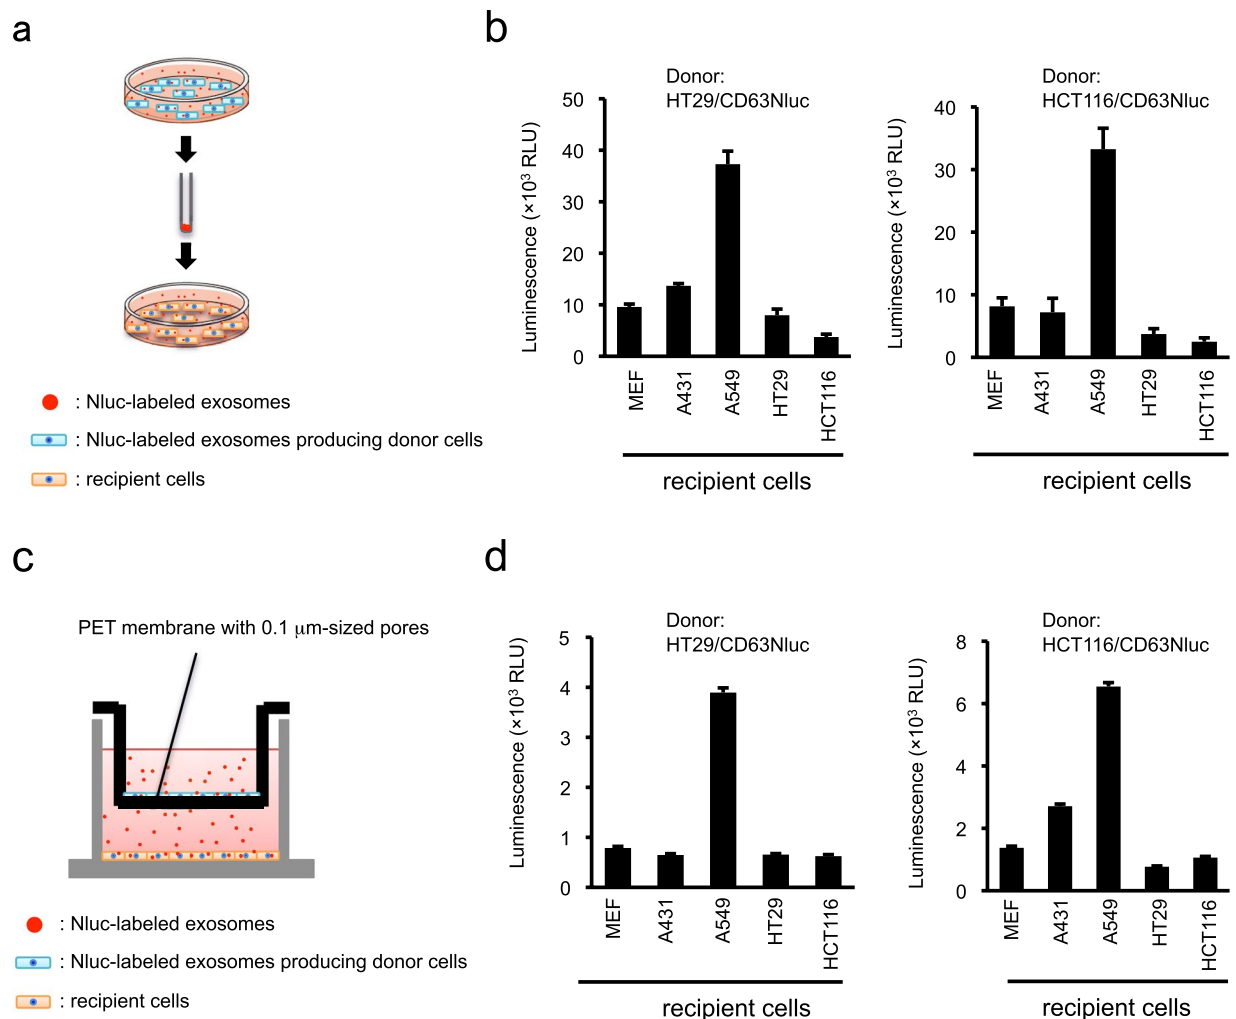 a
: Nluc-labeled exosomes
: Nluc-labeled exosomes producing donor cells
: recipient cells
b
Donor:
HT29/CD63Nluc
Luminescence (×10³ RLU)
50
40
30
20
10
0
MEF
A431
A549
HT29
HCT116
recipient cells
Donor:
HCT116/CD63Nluc
Luminescence (×10³ RLU)
40
30
20
10
0
MEF
A431
A549
HT29
HCT116
recipient cells
c
PET membrane with 0.1 μm-sized pores
: Nluc-labeled exosomes
: Nluc-labeled exosomes producing donor cells
: recipient cells
d
Donor:
HT29/CD63Nluc
Luminescence (×10³ RLU)
5
4
3
2
1
0
MEF
A431
A549
HT29
HCT116
recipient cells
Donor:
HCT116/CD63Nluc
Luminescence (×10³ RLU)
8
6
4
2
0
MEF
A431
A549
HT29
HCT116
recipient cells